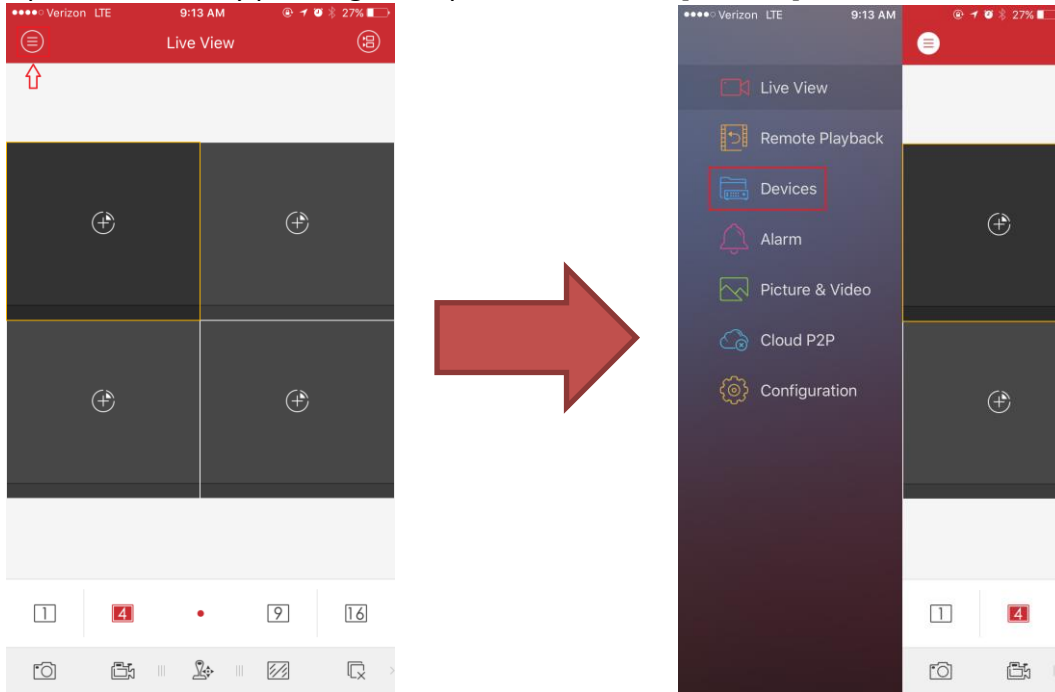 ●●●●○ Verizon LTE 9:13 AM 27%
Live View
1 4 9 16
●●●●○ Verizon LTE 9:13 AM 27%
Live View
Remote Playback
Devices
Alarm
Picture & Video
Cloud P2P
Configuration
1 4